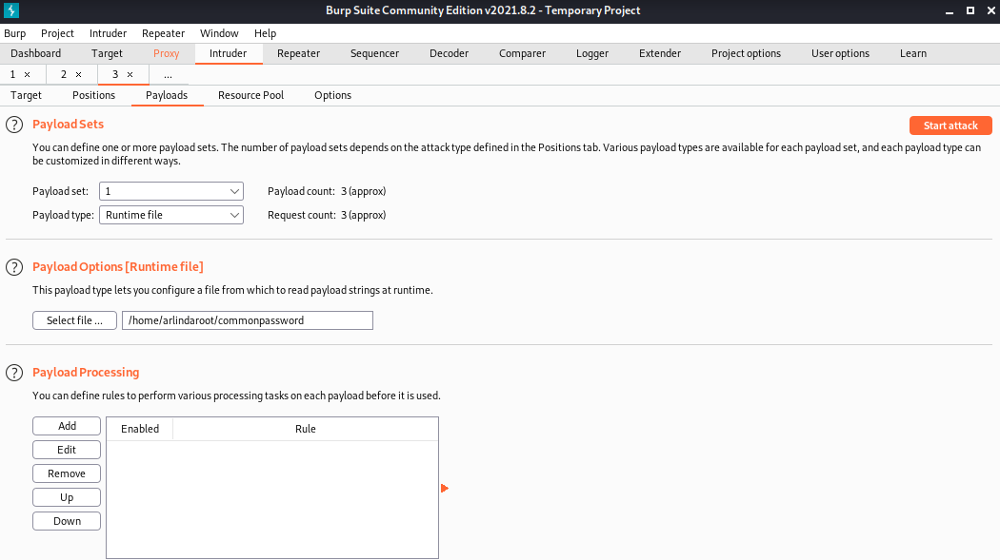 Burp Suite Community Edition v2021.8.2 - Temporary Project
Burp Project Intruder Repeater Window Help
Dashboard Target Proxy Intruder Repeater Sequencer Decoder Comparer Logger Extender Project options User options Learn
1 × 2 × 3 × ...
Target Positions Payloads Resource Pool Options
? Payload Sets Start attack
You can define one or more payload sets. The number of payload sets depends on the attack type defined in the Positions tab. Various payload types are available for each payload set, and each payload type can
be customized in different ways.
Payload set: 1 Payload count: 3 (approx)
Payload type: Runtime file Request count: 3 (approx)
? Payload Options [Runtime file]
This payload type lets you configure a file from which to read payload strings at runtime.
Select file ... /home/arlindaroot/commonpassword
? Payload Processing
You can define rules to perform various processing tasks on each payload before it is used.
Add Enabled Rule
Edit
Remove
Up
Down